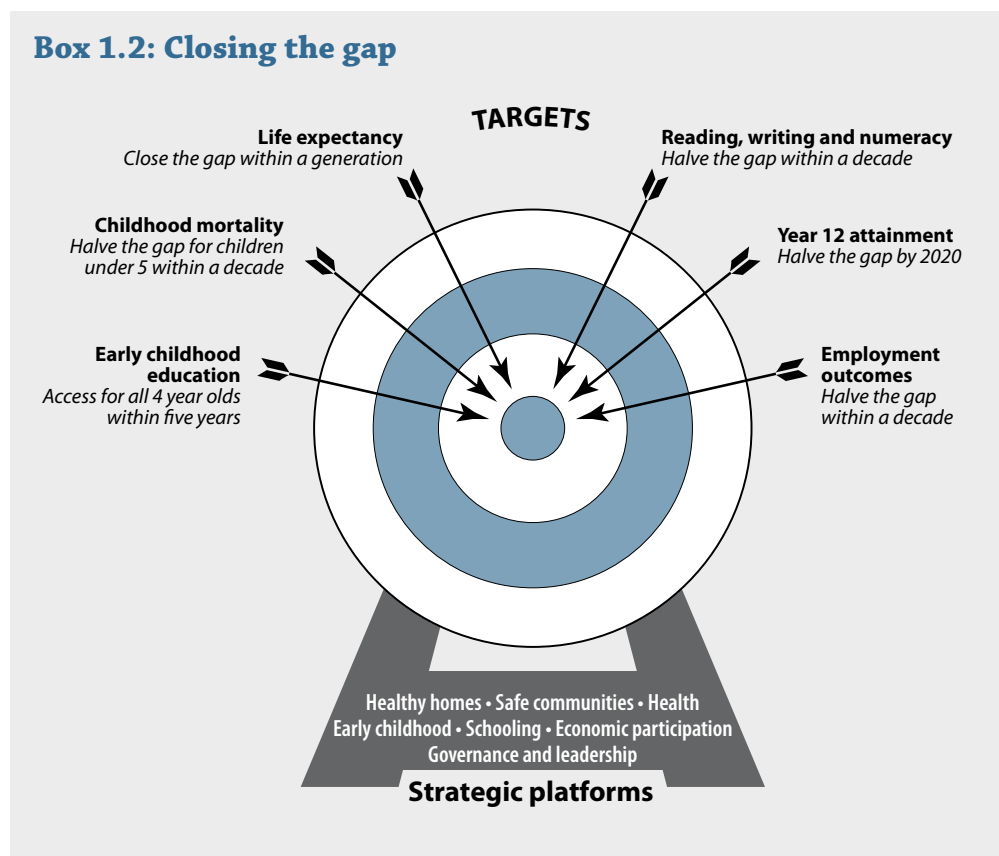 Box 1.2: Closing the gap
TARGETS
Life expectancy
Close the gap within a generation
Reading, writing and numeracy
Halve the gap within a decade
Childhood mortality
Halve the gap for children
under 5 within a decade
Year 12 attainment
Halve the gap by 2020
Early childhood
education
Access for all 4 year olds
within five years
Employment
outcomes
Halve the gap
within a decade
Healthy homes • Safe communities • Health
Early childhood • Schooling • Economic participation
Governance and leadership
Strategic platforms